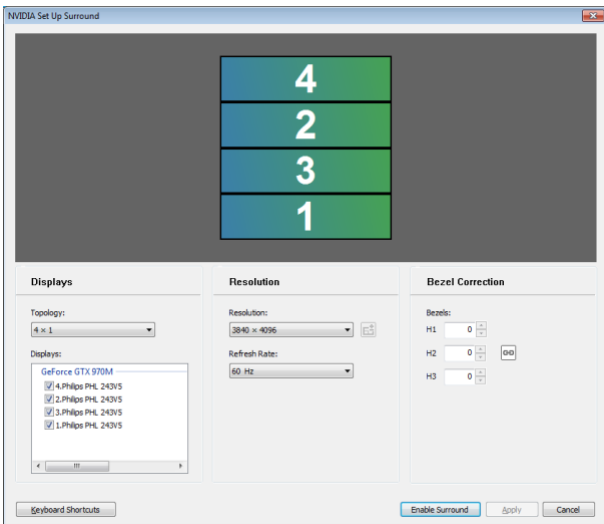 NVIDIA Set Up Surround
4
2
3
1
Displays
Topology:
4 × 1
Displays:
GeForce GTX 970M
4.Philips PHL 243V5
2.Philips PHL 243V5
3.Philips PHL 243V5
1.Philips PHL 243V5
Resolution
Resolution:
3840 × 4096
Refresh Rate:
60 Hz
Bezel Correction
Bezels:
H1 0
H2 0
H3 0
Keyboard Shortcuts
Enable Surround Apply Cancel